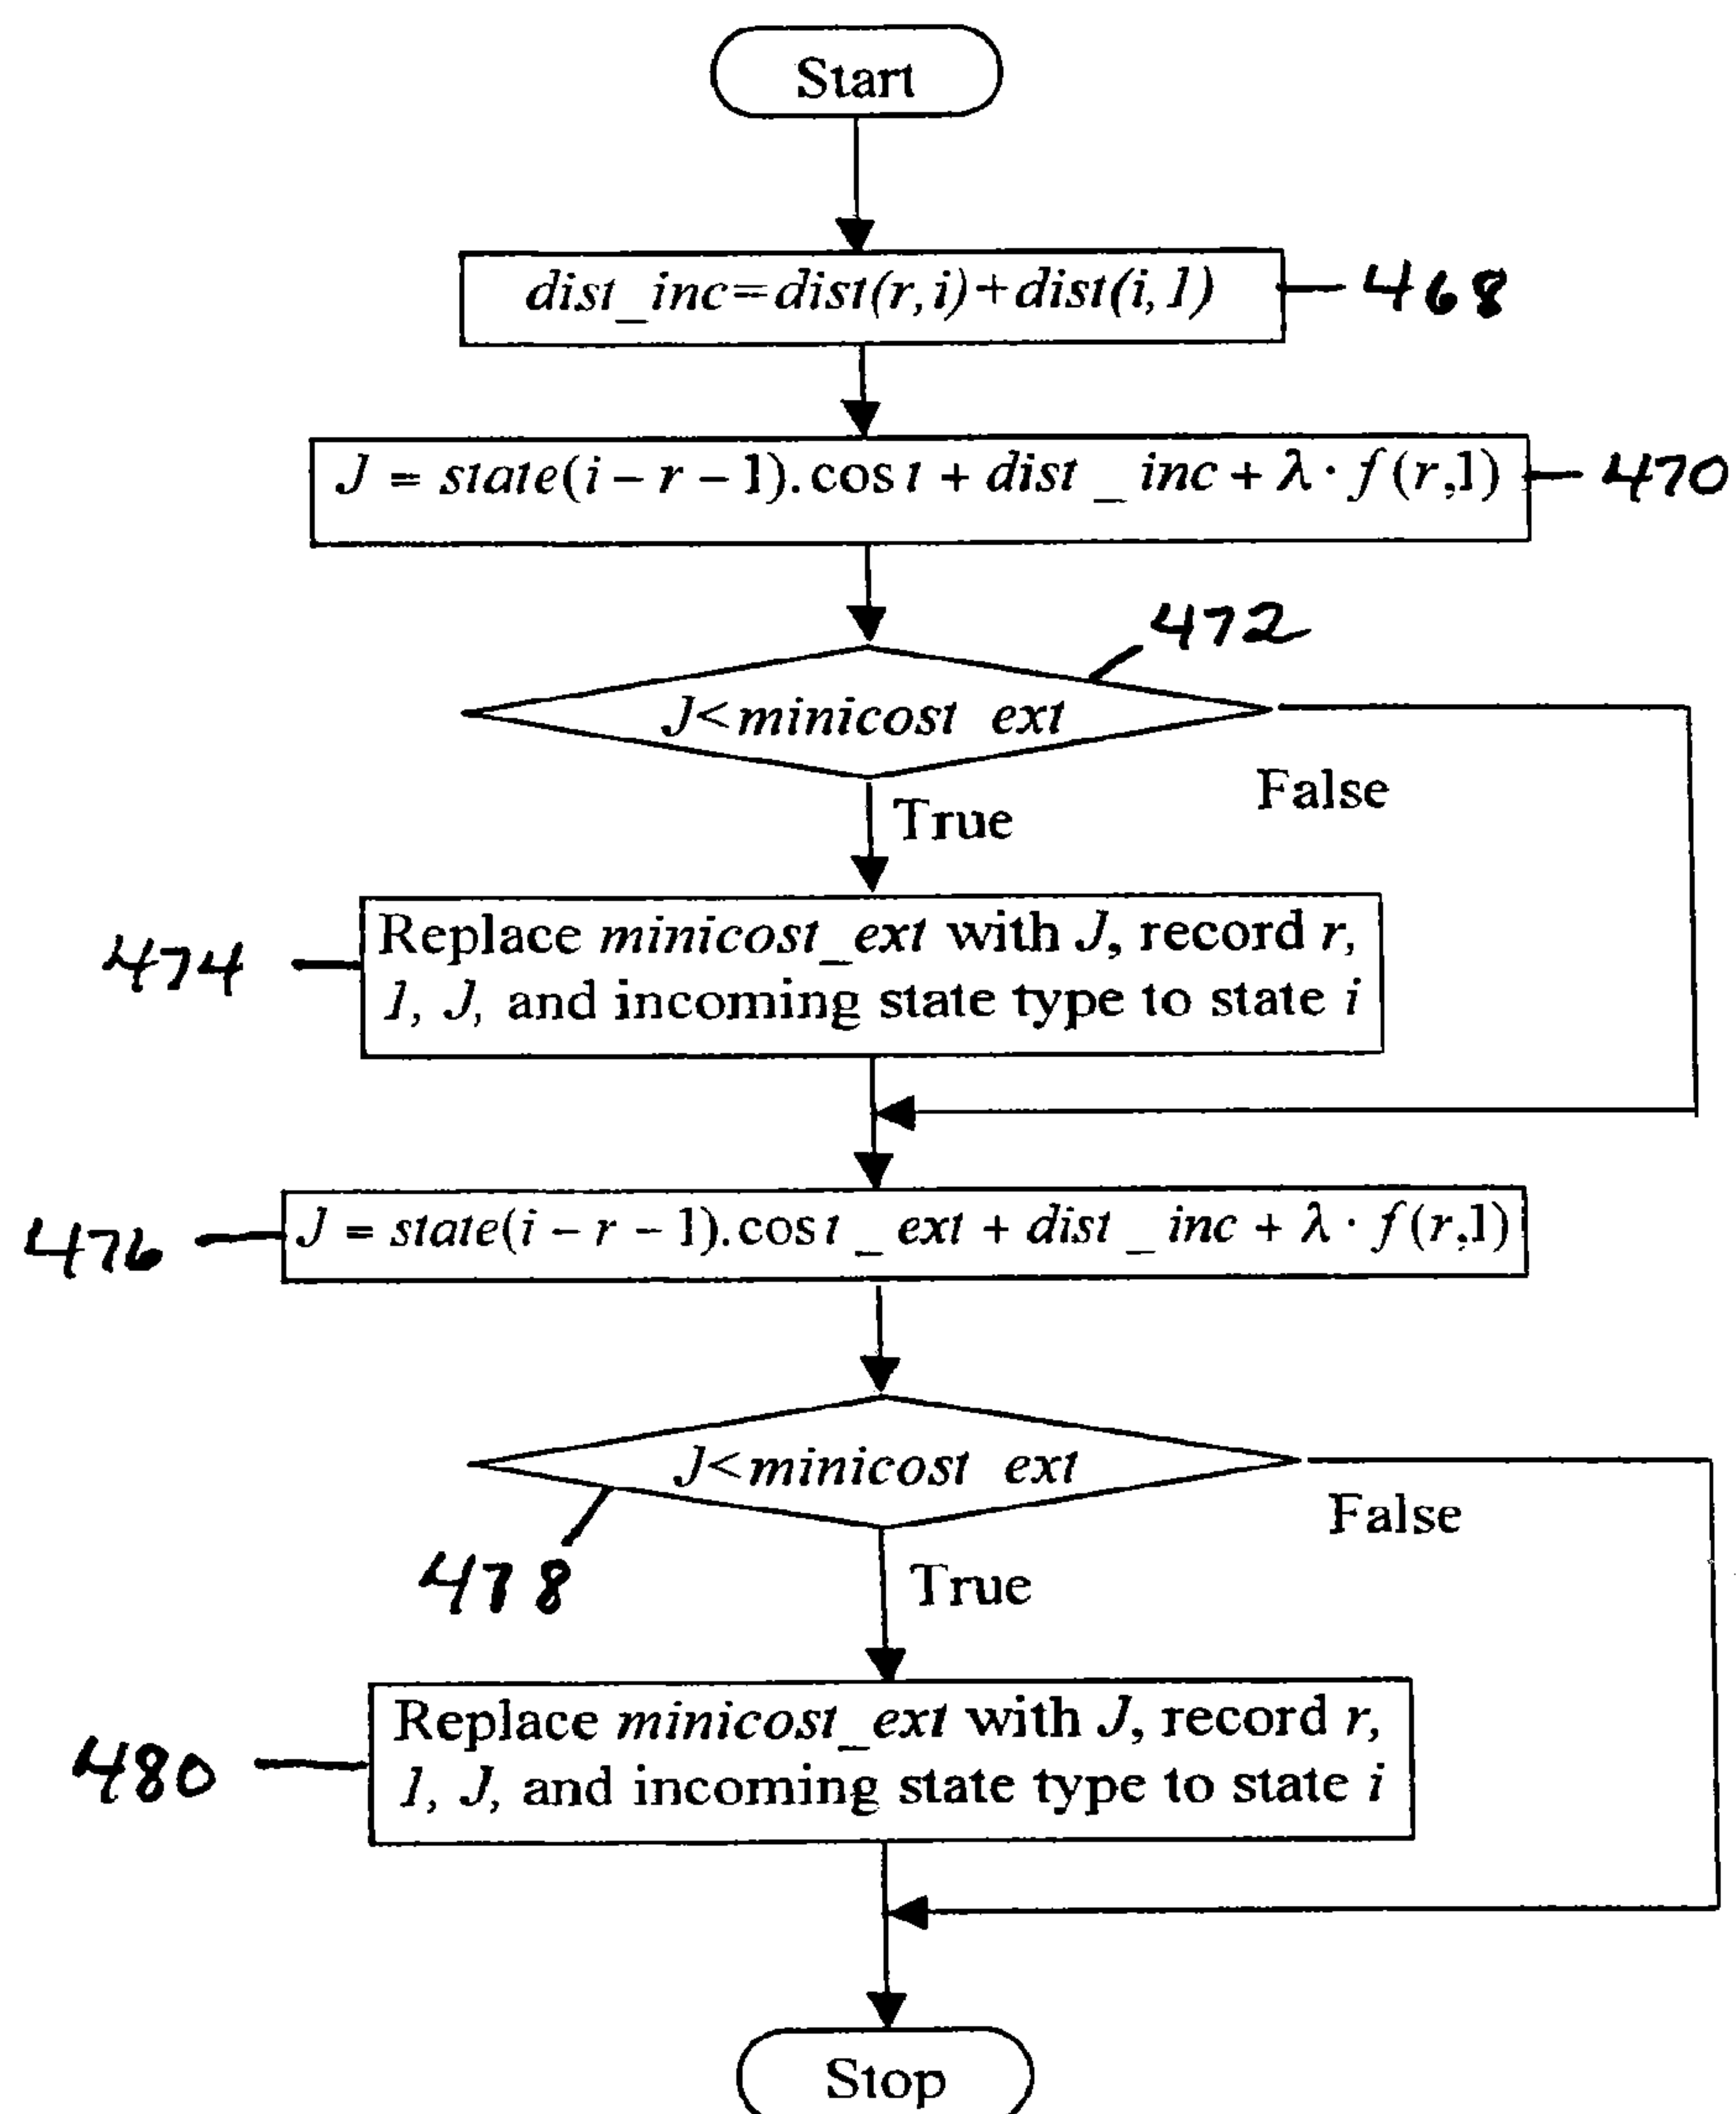 Start
dist_inc=dist(r,i)+dist(i,1)
468
J = state(i − r − 1).cos t + dist _ inc + λ · f(r,1)
470
472
J<minicost ext
False
True
474
Replace minicost_ext with J, record r,
1, J, and incoming state type to state i
476
J = state(i − r − 1).cos t _ ext + dist _ inc + λ · f(r,1)
J<minicost ext
False
478
True
480
Replace minicost_ext with J, record r,
1, J, and incoming state type to state i
Stop